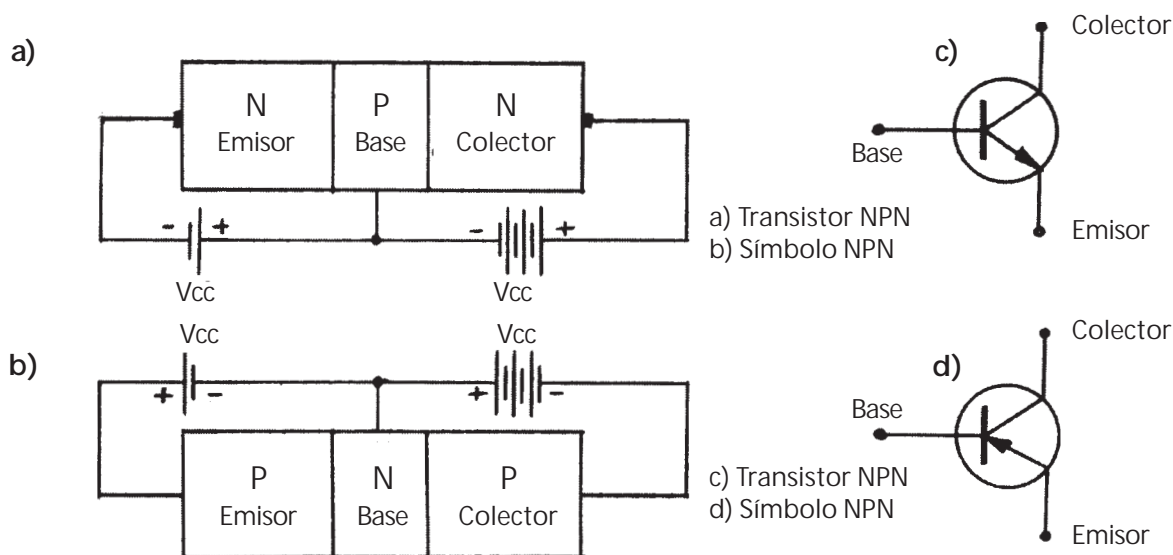 a)
N
Emisor
P
Base
N
Colector
- +
- +
Vcc
Vcc
c)
Colector
Base
Emisor
a) Transistor NPN
b) Símbolo NPN
b)
Vcc
Vcc
+ -
+ -
P
Emisor
N
Base
P
Colector
d)
Colector
Base
Emisor
c) Transistor NPN
d) Símbolo NPN